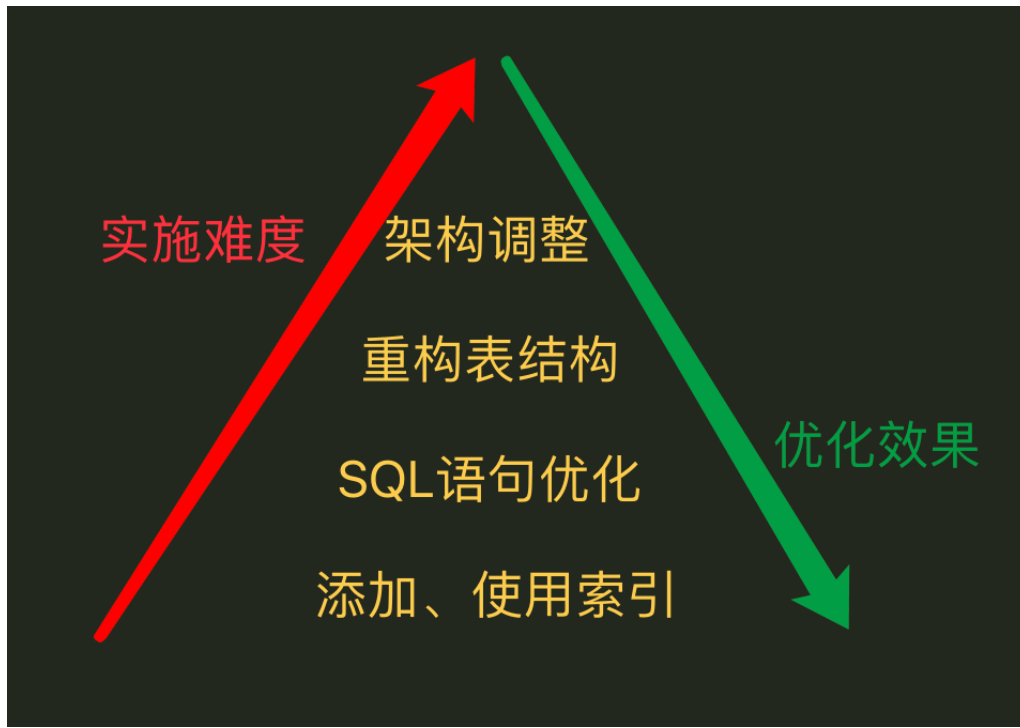 实施难度
架构调整
重构表结构
优化效果
SQL语句优化
添加、使用索引